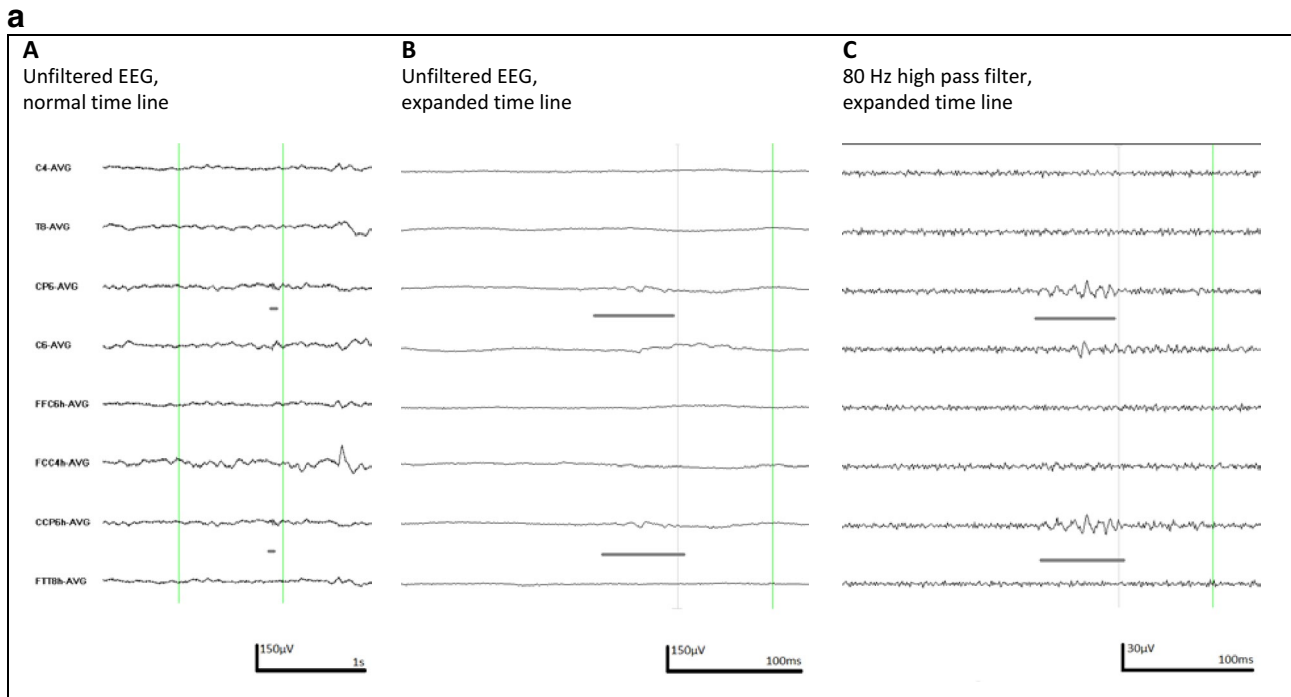 a
A
Unfiltered EEG,
normal time line
B
Unfiltered EEG,
expanded time line
C
80 Hz high pass filter,
expanded time line
C4-AVG
T8-AVG
CP6-AVG
C6-AVG
FFC6h-AVG
FCC4h-AVG
CCP6h-AVG
FTT8h-AVG
150µV
1s
150µV
100ms
30µV
100ms